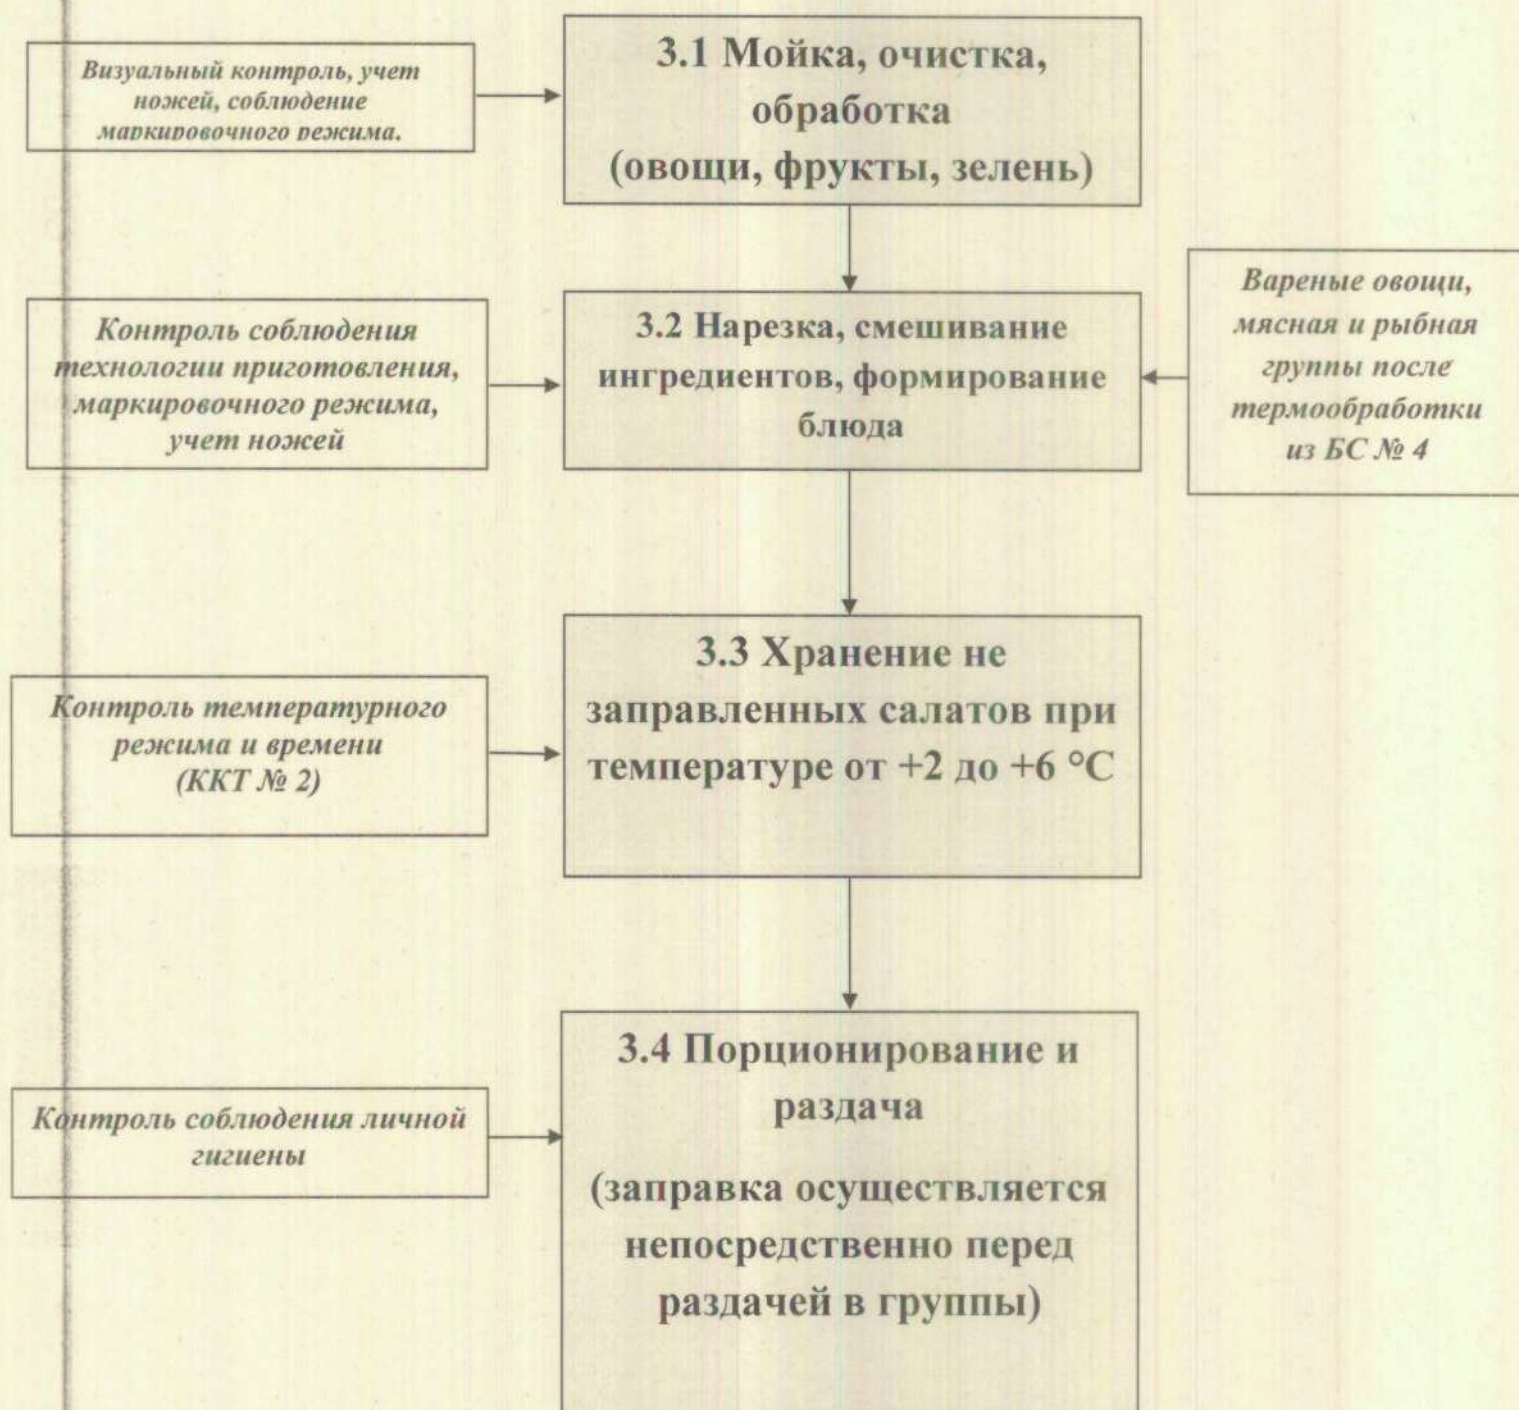 Визуальный контроль, учет
ножей, соблюдение
маркировочного режима.
3.1 Мойка, очистка,
обработка
(овощи, фрукты, зелень)
Контроль соблюдения
технологии приготовления,
маркировочного режима,
учет ножей
3.2 Нарезка, смешивание
ингредиентов, формирование
блюда
Вареные овощи,
мясная и рыбная
группы после
термообработки
из БС № 4
Контроль температурного
режима и времени
(ККТ № 2)
3.3 Хранение не
заправленных салатов при
температуре от +2 до +6 °С
Контроль соблюдения личной
гигиены
3.4 Порционирование и
раздача
(заправка осуществляется
непосредственно перед
раздачей в группы)